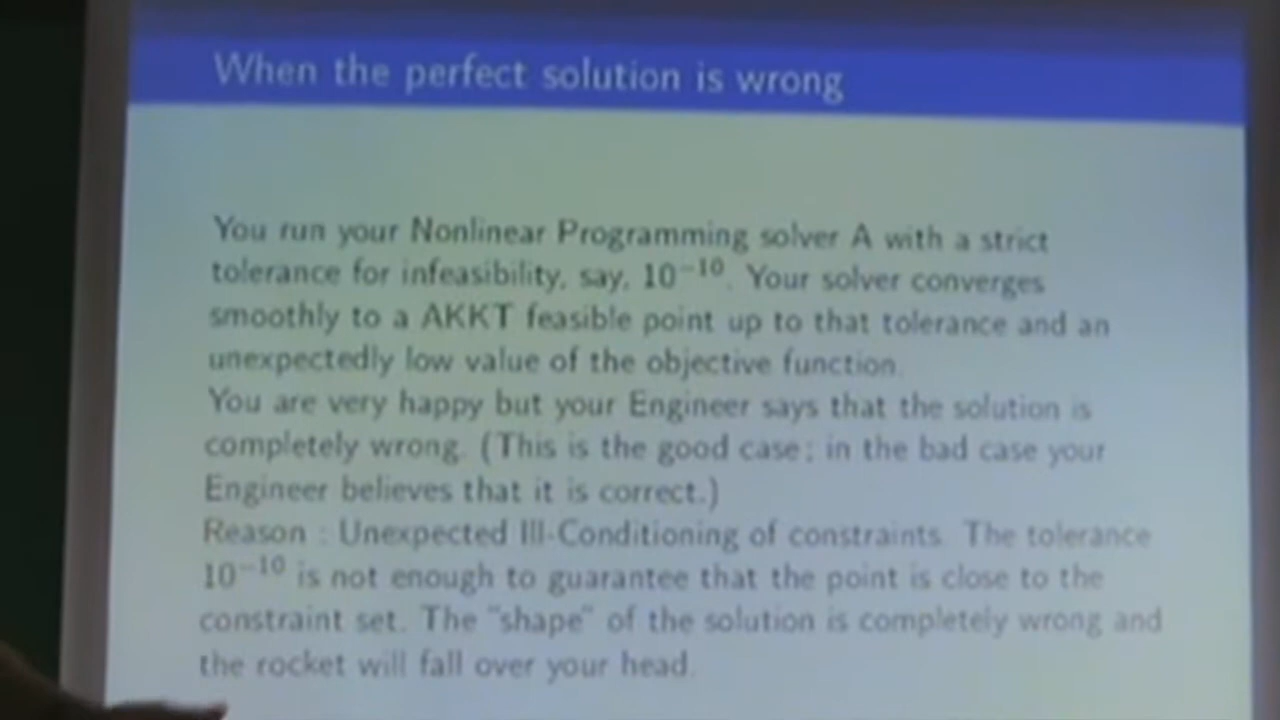 When the perfect solution is wrong
You run your Nonlinear Programming solver A with a strict
tolerance for infeasibility, say, 10⁻¹⁰. Your solver converges
smoothly to a AKKT feasible point up to that tolerance and an
unexpectedly low value of the objective function.
You are very happy but your Engineer says that the solution is
completely wrong. (This is the good case; in the bad case your
Engineer believes that it is correct.)
Reason : Unexpected Ill-Conditioning of constraints. The tolerance
10⁻¹⁰ is not enough to guarantee that the point is close to the
constraint set. The "shape" of the solution is completely wrong and
the rocket will fall over your head.